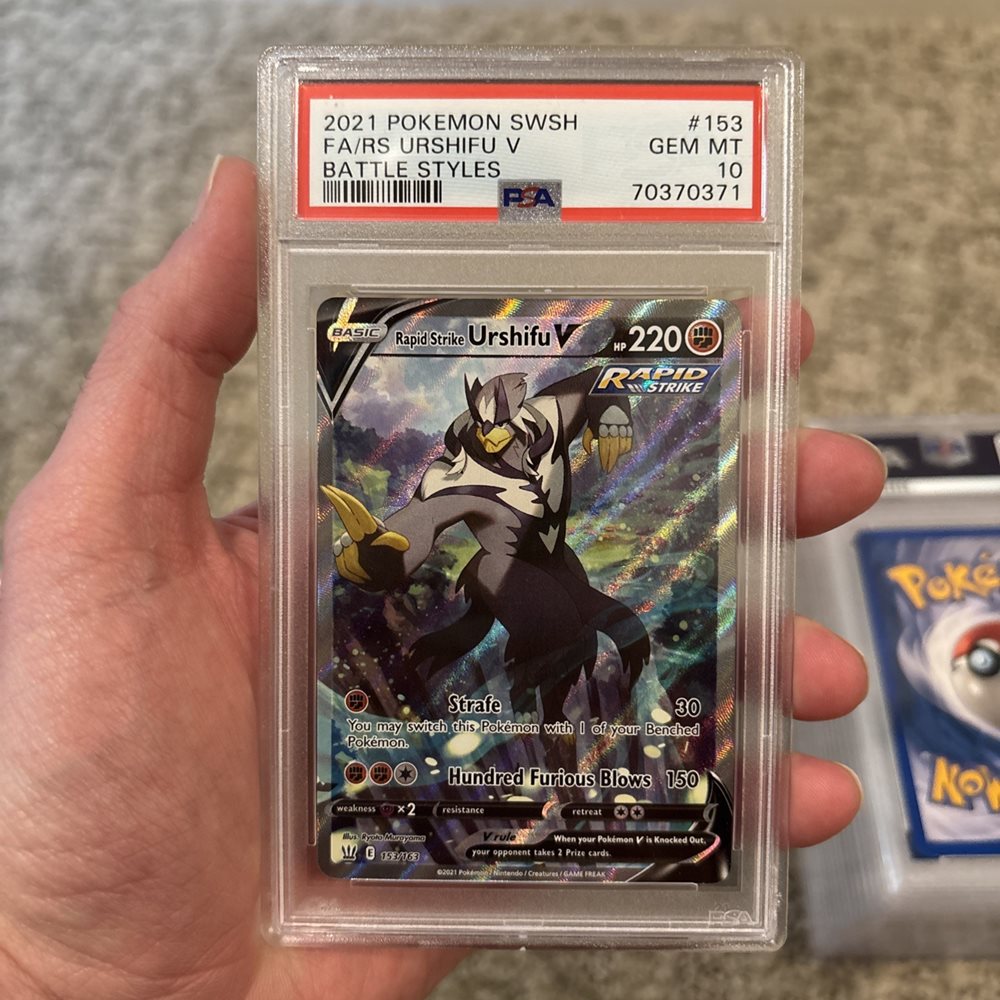 2021 POKEMON SWSH #153
FA/RS URSHIFU V GEM MT
BATTLE STYLES 10
PSA 70370371
BASIC Rapid Strike Urshifu V HP 220
RAPID STRIKE
Strafe 30
You may switch this Pokémon with 1 of your Benched
Pokémon.
Hundred Furious Blows 150
weakness ×2 resistance retreat
Illus. Ryota Murayama V rule When your Pokémon V is Knocked Out,
your opponent takes 2 Prize cards.
E 153/163
©2021 Pokémon / Nintendo / Creatures / GAME FREAK
PSA